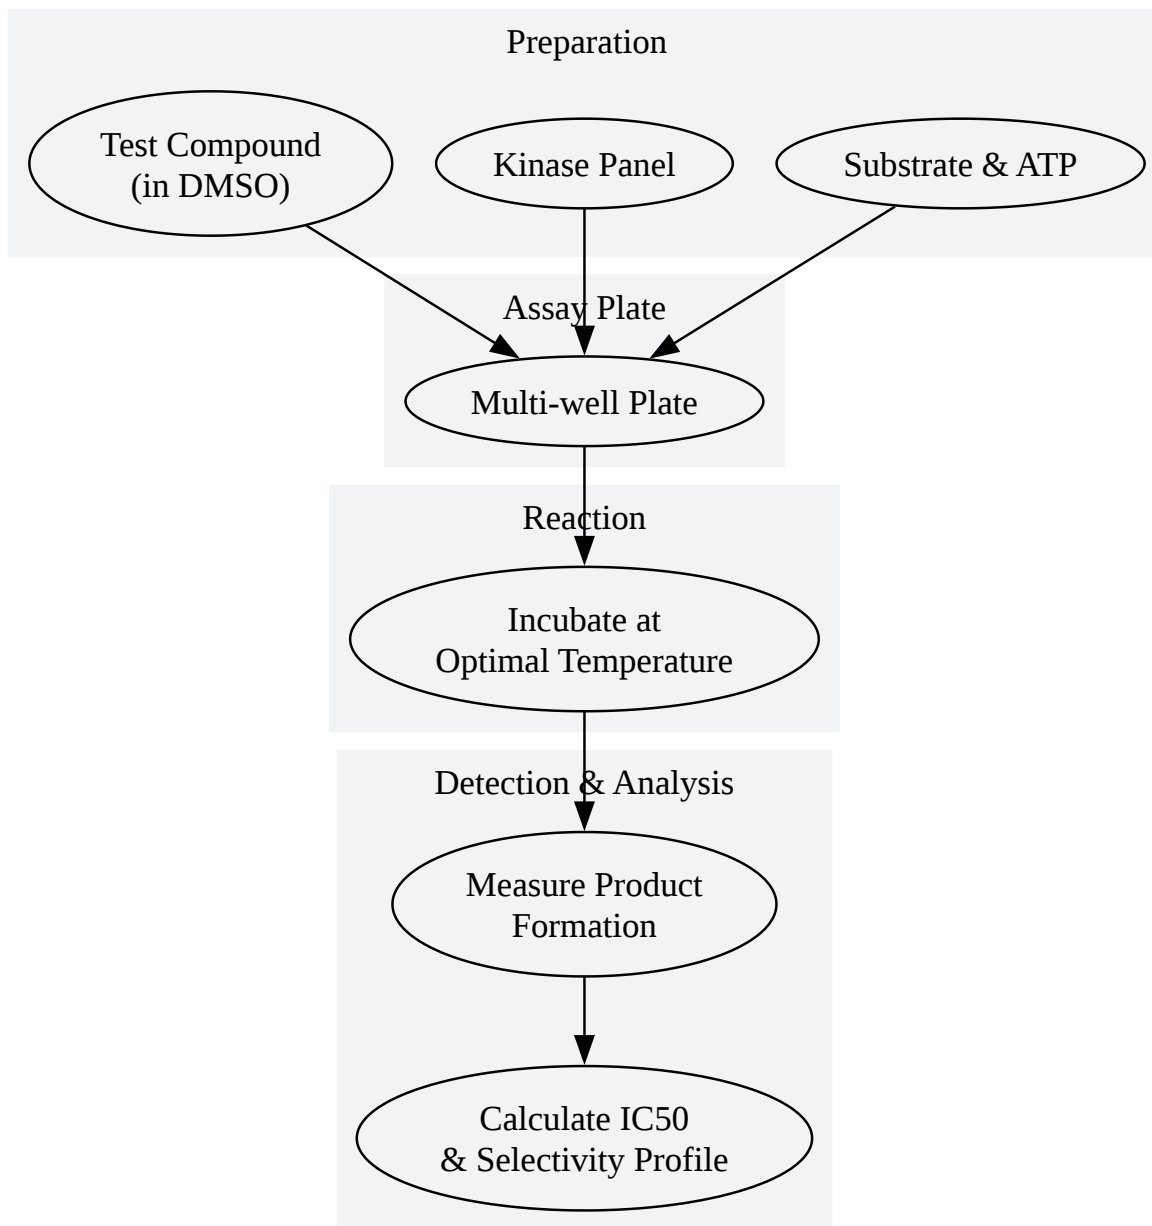 Preparation
Test Compound
(in DMSO)
Kinase Panel
Substrate & ATP
Assay Plate
Multi-well Plate
Reaction
Incubate at
Optimal Temperature
Detection & Analysis
Measure Product
Formation
Calculate IC50
& Selectivity Profile